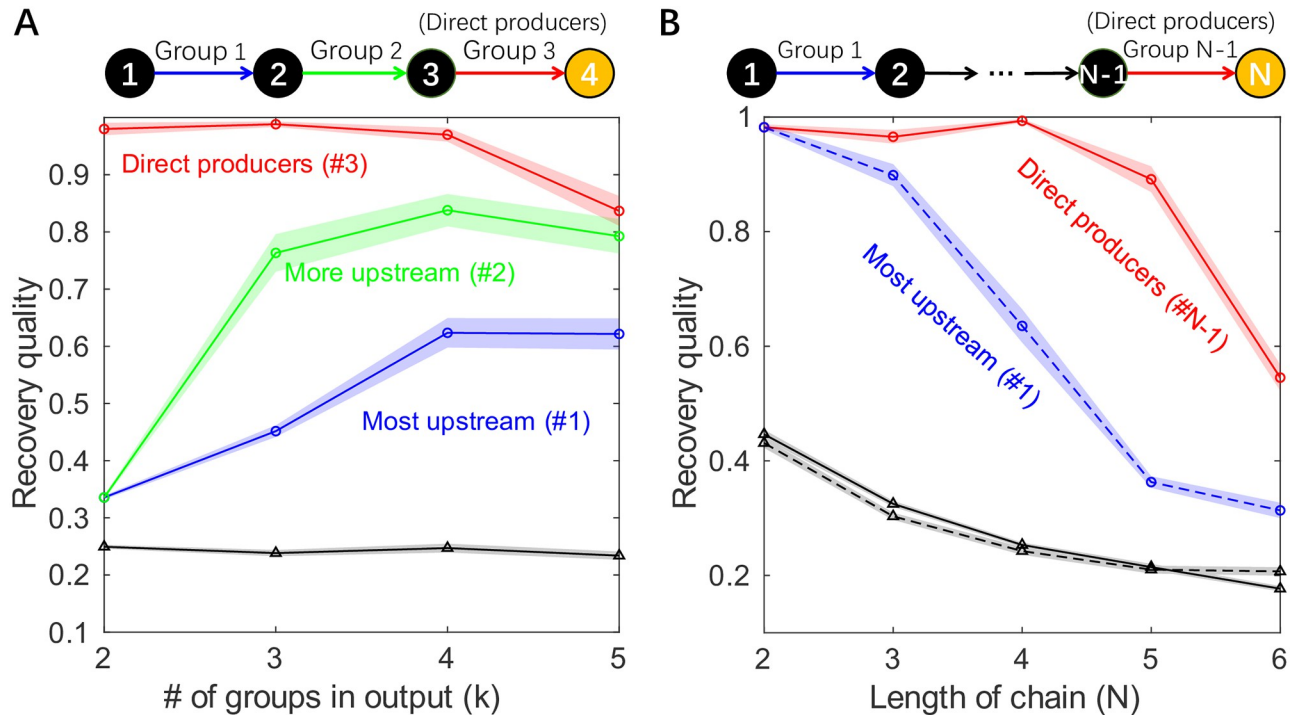 A
(Direct producers)
Group 1
Group 2
Group 3
1
2
3
4
Direct producers (#3)
More upstream (#2)
Most upstream (#1)
Recovery quality
0.9
0.8
0.7
0.6
0.5
0.4
0.3
0.2
0.1
2
3
4
5
# of groups in output (k)
B
(Direct producers)
Group 1
Group N-1
1
2
...
N-1
N
Direct producers (#N-1)
Most upstream (#1)
Recovery quality
1
0.8
0.6
0.4
0.2
2
3
4
5
6
Length of chain (N)